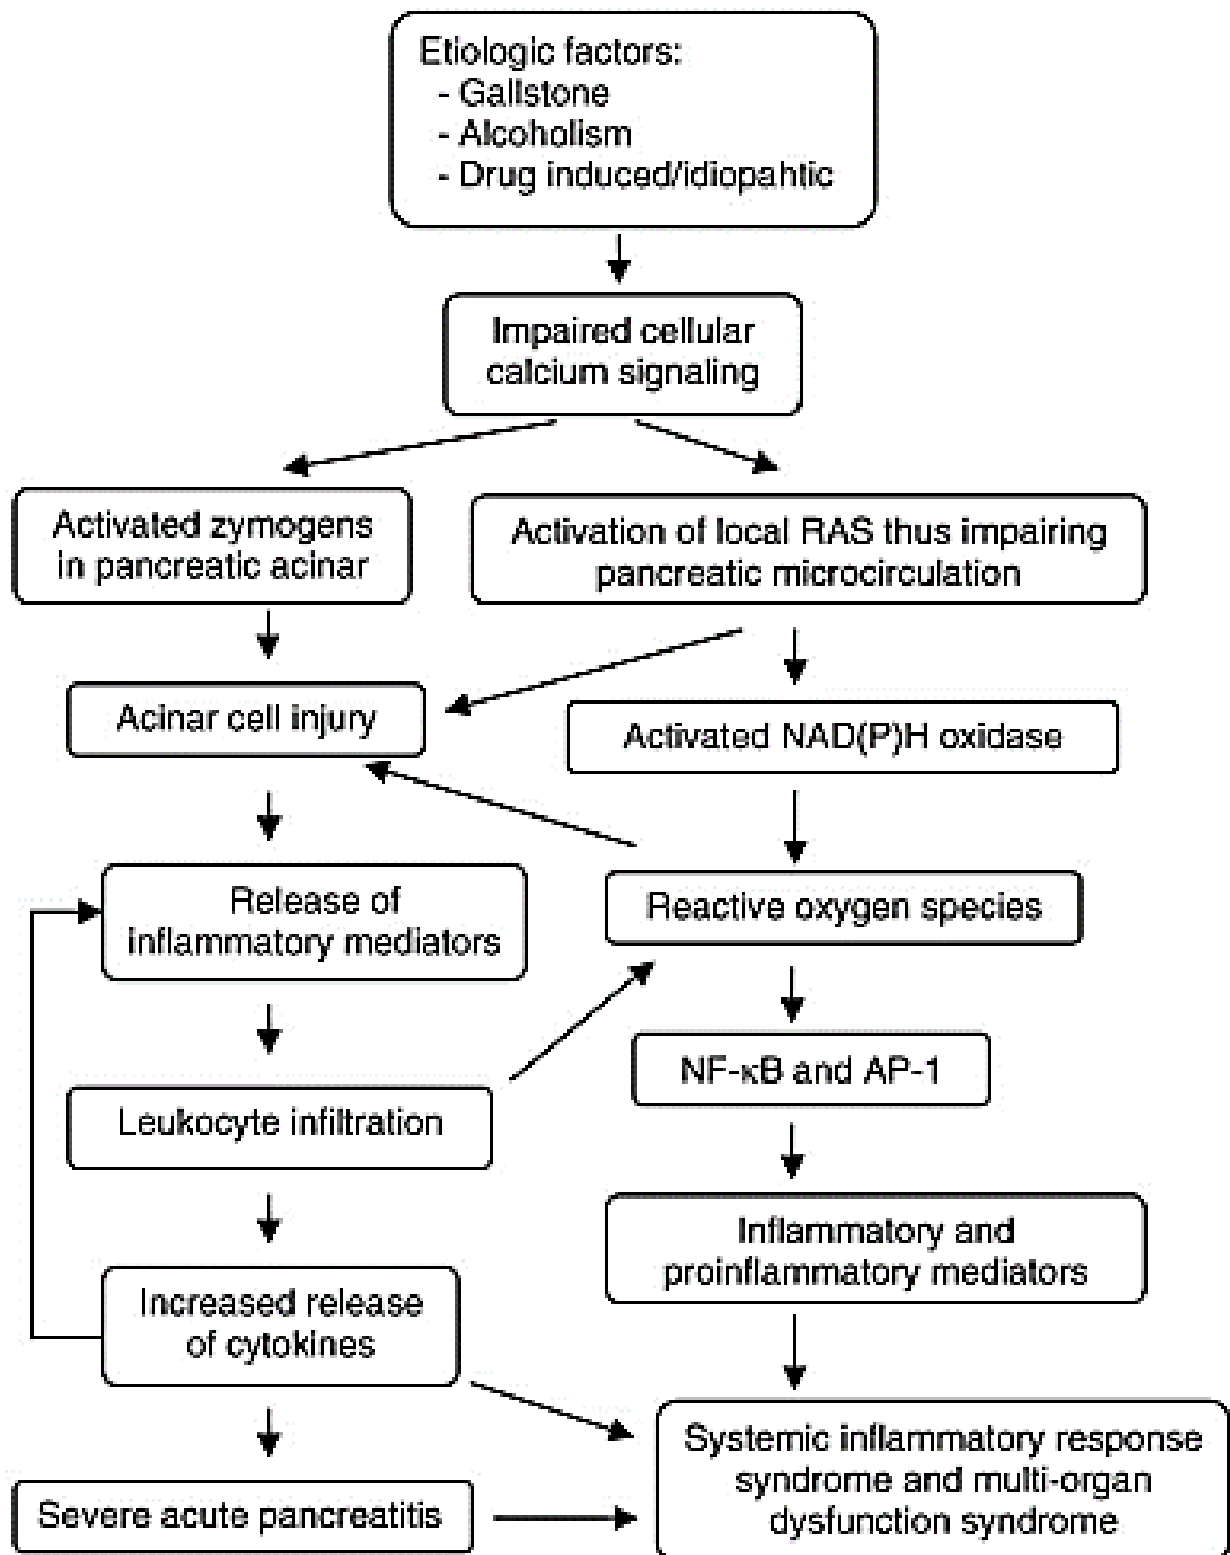 Etiologic factors:
- Gallstone
- Alcoholism
- Drug induced/idiopahtic
Impaired cellular
calcium signaling
Activated zymogens
in pancreatic acinar
Activation of local RAS thus impairing
pancreatic microcirculation
Acinar cell injury
Activated NAD(P)H oxidase
Release of
inflammatory mediators
Reactive oxygen species
NF-κB and AP-1
Leukocyte infiltration
Inflammatory and
proinflammatory mediators
Increased release
of cytokines
Systemic inflammatory response
syndrome and multi-organ
dysfunction syndrome
Severe acute pancreatitis